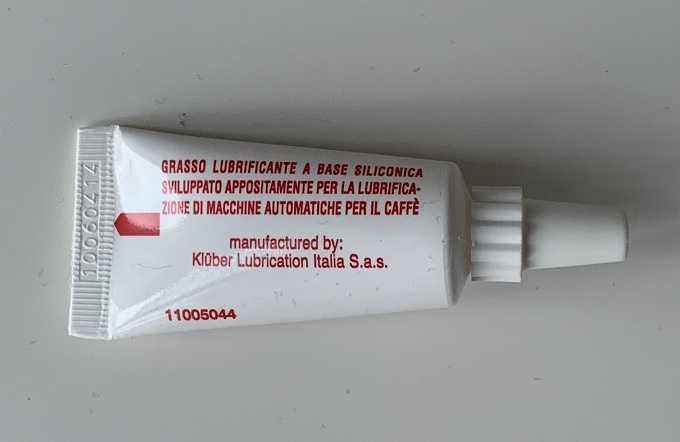 GRASSO LUBRIFICANTE A BASE SILICONICA
SVILUPPATO APPOSITAMENTE PER LA LUBRIFICA-
ZIONE DI MACCHINE AUTOMATICHE PER IL CAFFÈ
manufactured by:
Klüber Lubrication Italia S.a.s.
11005044
10060414